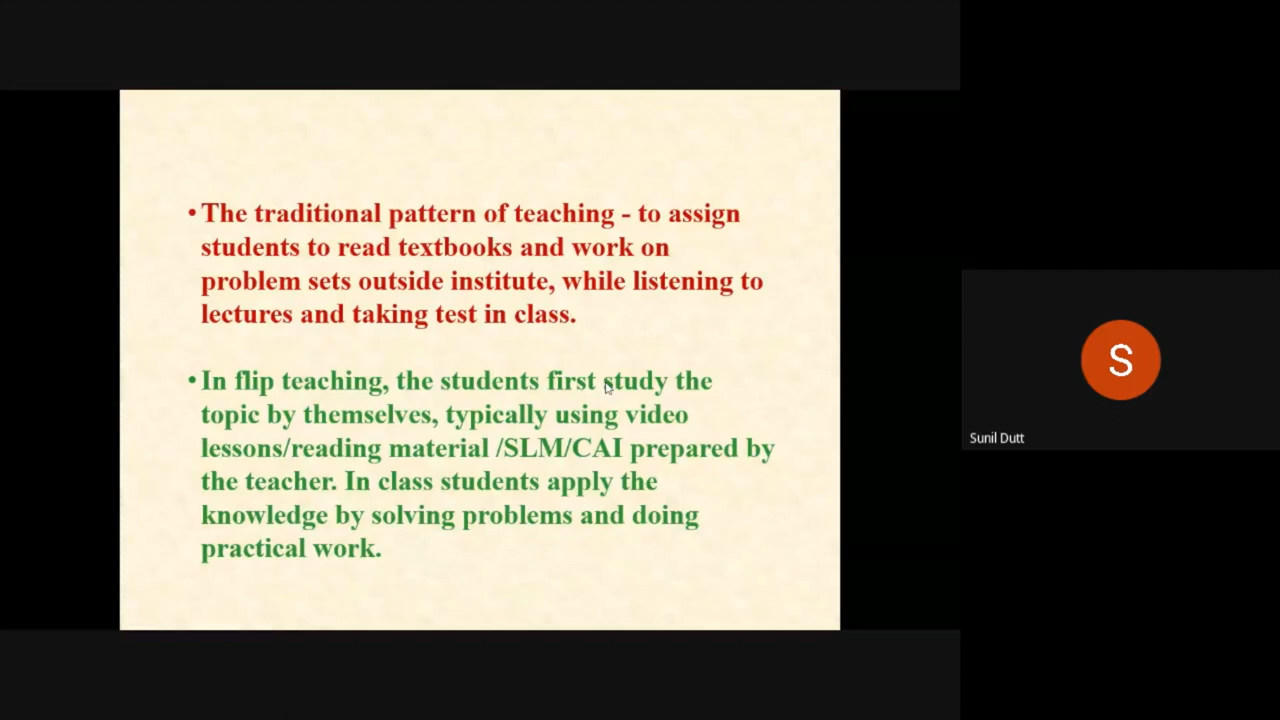 •The traditional pattern of teaching - to assign
students to read textbooks and work on
problem sets outside institute, while listening to
lectures and taking test in class.
•In flip teaching, the students first study the
topic by themselves, typically using video
lessons/reading material /SLM/CAI prepared by
the teacher. In class students apply the
knowledge by solving problems and doing
practical work.
S
Sunil Dutt